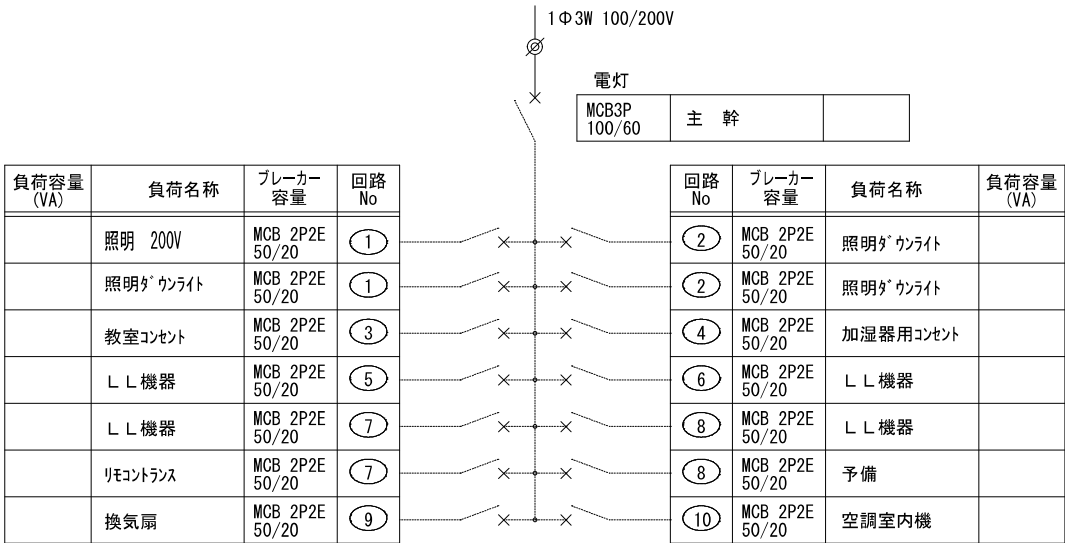 1Φ3W 100/200V
電灯
MCB3P
100/60
主 幹
負荷容量
(VA)
負荷名称
ブレーカー
容量
回路
No
照明 200V
MCB 2P2E
50/20
1
照明ダウンライト
MCB 2P2E
50/20
1
教室コンセント
MCB 2P2E
50/20
3
LL機器
MCB 2P2E
50/20
5
LL機器
MCB 2P2E
50/20
7
リモコントランス
MCB 2P2E
50/20
7
換気扇
MCB 2P2E
50/20
9
回路
No
ブレーカー
容量
負荷名称
負荷容量
(VA)
2
MCB 2P2E
50/20
照明ダウンライト
2
MCB 2P2E
50/20
照明ダウンライト
4
MCB 2P2E
50/20
加湿器用コンセント
6
MCB 2P2E
50/20
LL機器
8
MCB 2P2E
50/20
LL機器
8
MCB 2P2E
50/20
予備
10
MCB 2P2E
50/20
空調室内機